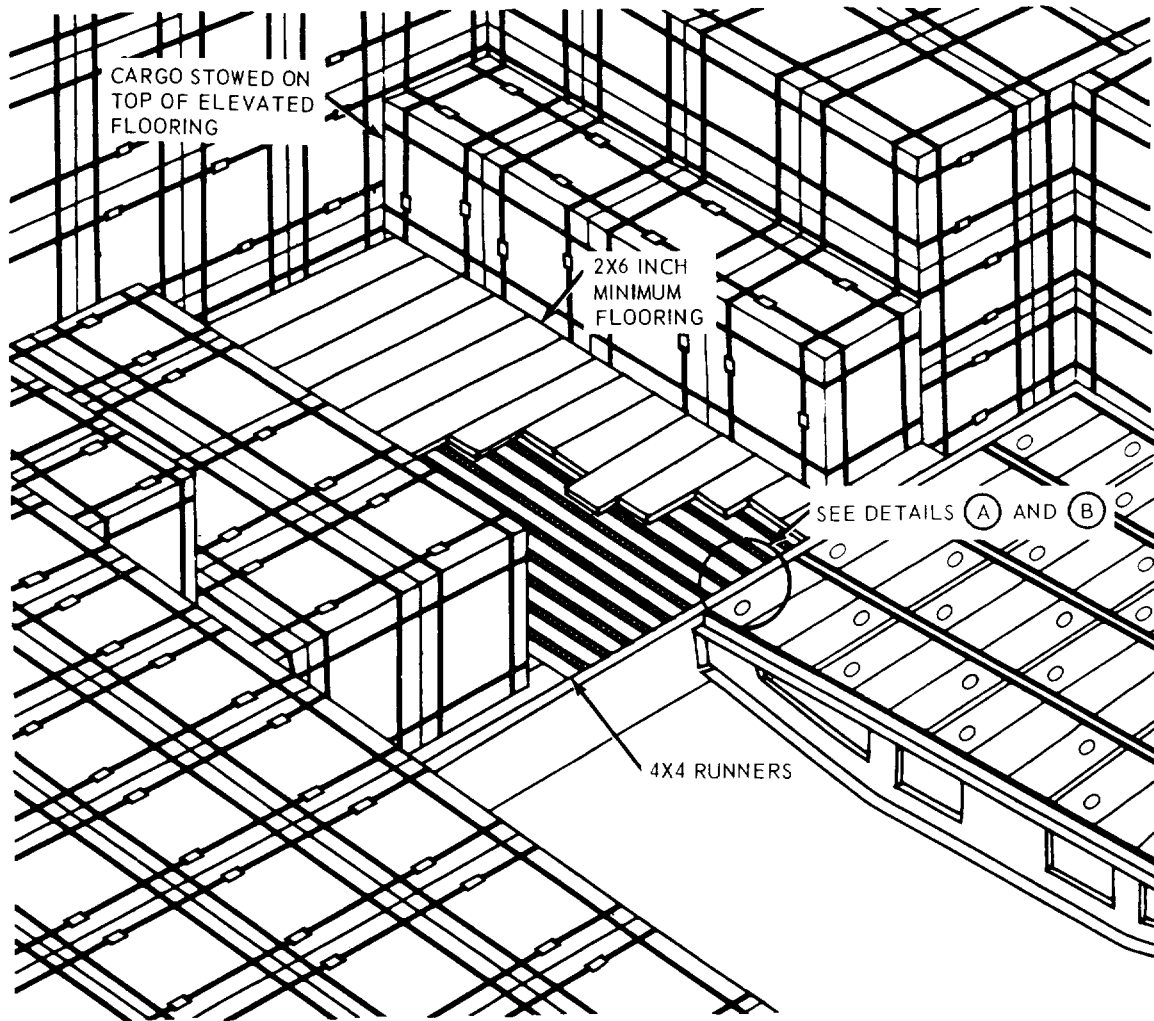 CARGO STOWED ON
TOP OF ELEVATED
FLOORING
2X6 INCH
MINIMUM
FLOORING
SEE DETAILS A AND B
4X4 RUNNERS